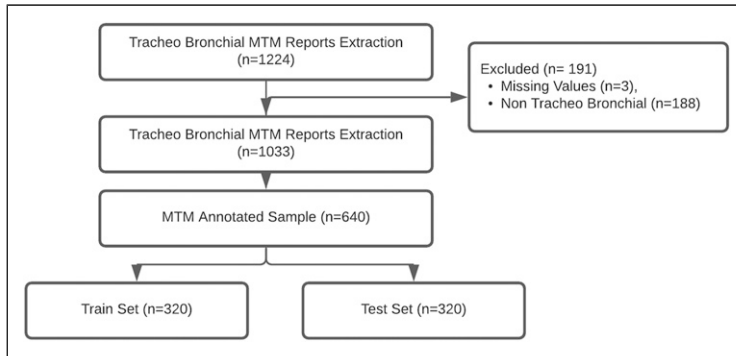 Tracheo Bronchial MTM Reports Extraction
(n=1224)
Excluded (n= 191)
• Missing Values (n=3),
• Non Tracheo Bronchial (n=188)
Tracheo Bronchial MTM Reports Extraction
(n=1033)
MTM Annotated Sample (n=640)
Train Set (n=320)
Test Set (n=320)